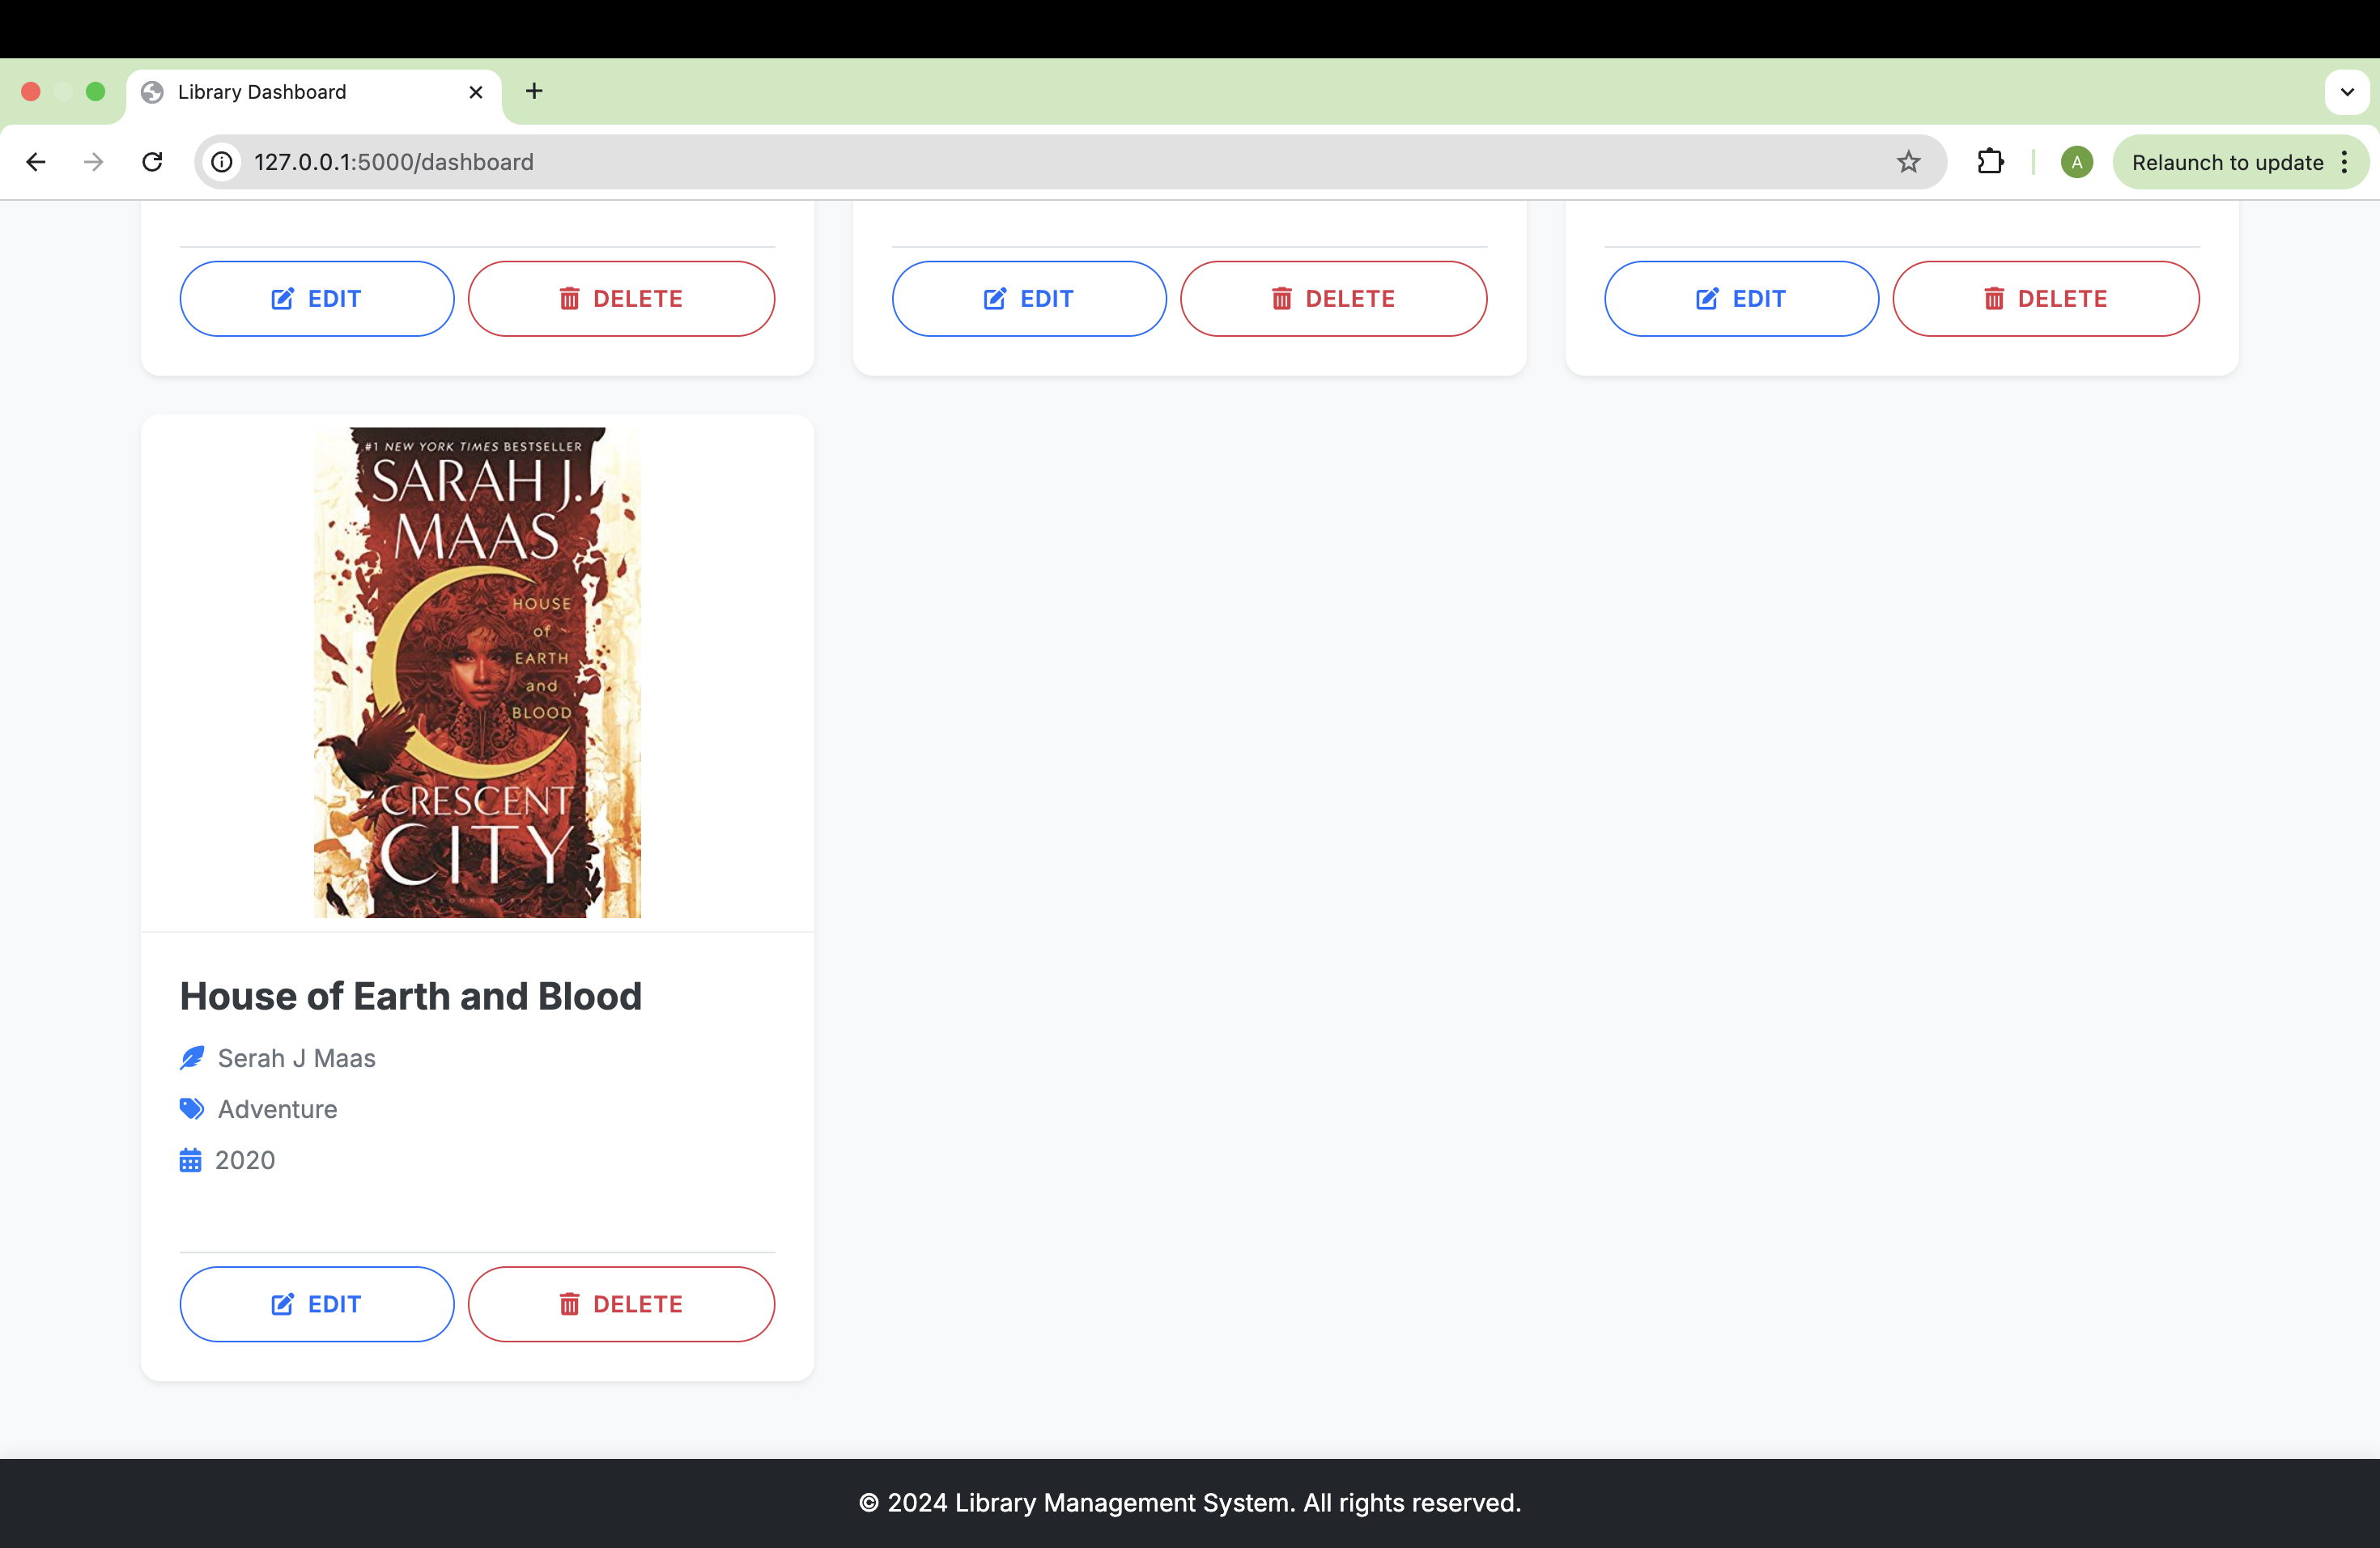 Library Dashboard
127.0.0.1:5000/dashboard
A
Relaunch to update
EDIT DELETE EDIT DELETE EDIT DELETE
#1 NEW YORK TIMES BESTSELLER
SARAH J.
MAAS
HOUSE
of
EARTH
and
BLOOD
CRESCENT
CITY
BLOOMSBURY
House of Earth and Blood
Serah J Maas
Adventure
2020
EDIT DELETE
© 2024 Library Management System. All rights reserved.